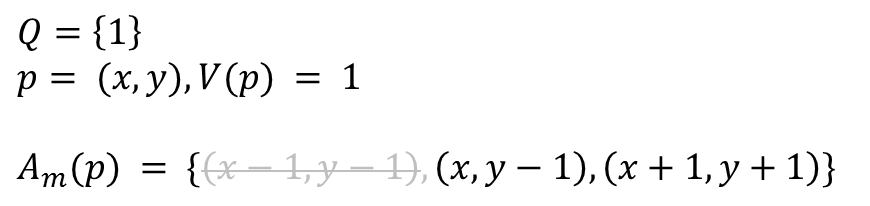 Q = {1}
p = (x, y), V(p) = 1
A_m(p) = {(x − 1, y − 1), (x, y − 1), (x + 1, y + 1)}